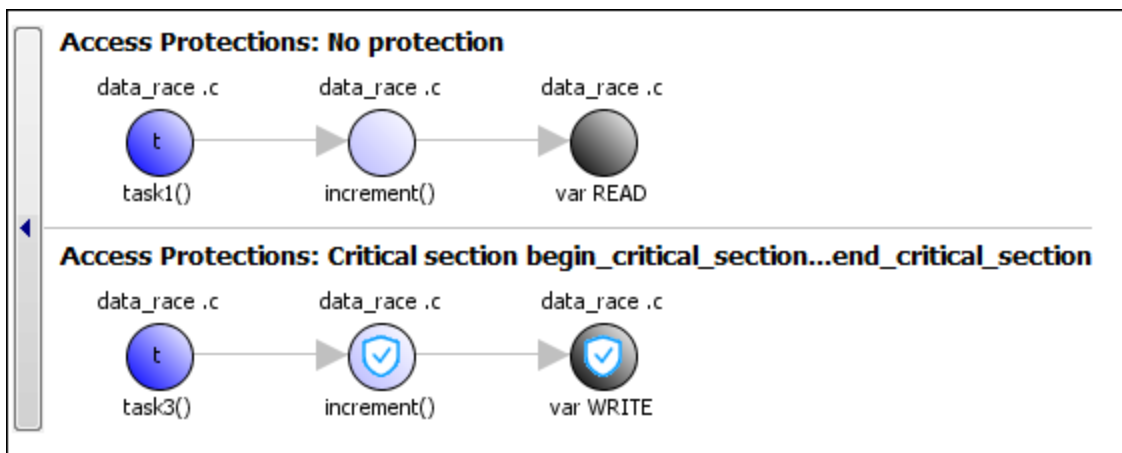 Access Protections: No protection
data_race .c data_race .c data_race .c
t
task1() increment() var READ
Access Protections: Critical section begin_critical_section...end_critical_section
data_race .c data_race .c data_race .c
t
task3() increment() var WRITE